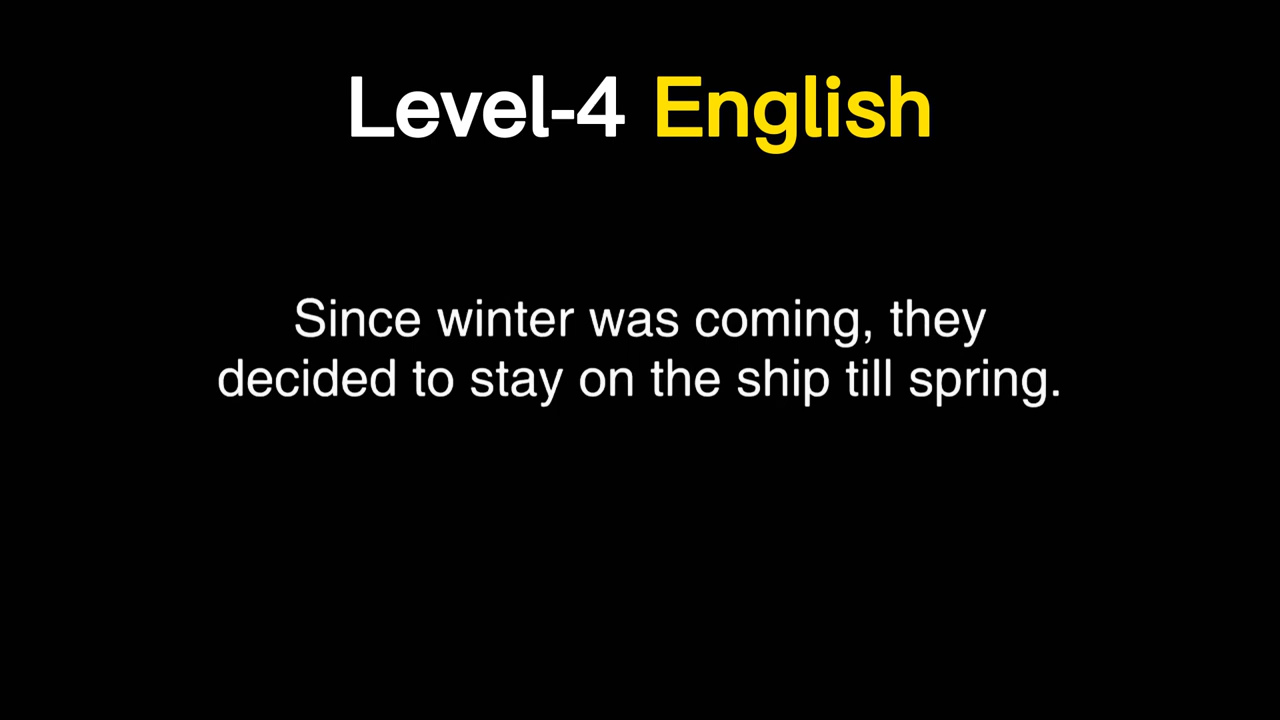 Level-4 English
Since winter was coming, they
decided to stay on the ship till spring.